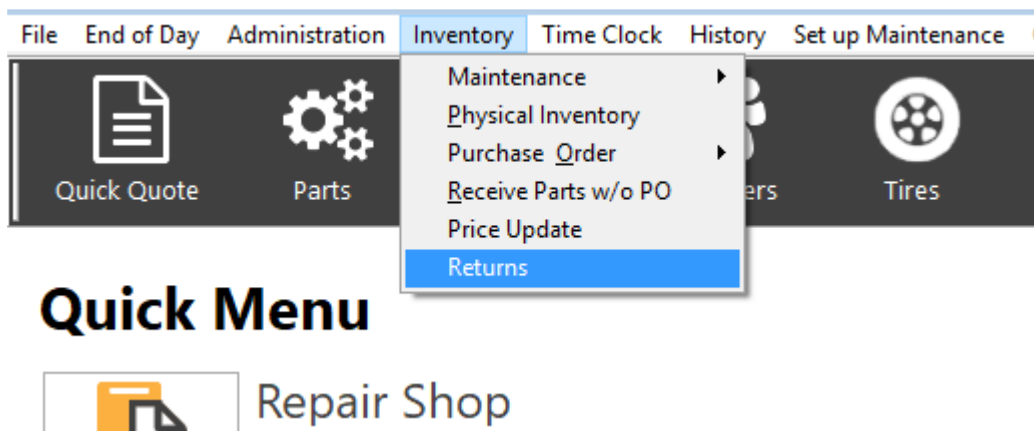 File End of Day Administration Inventory Time Clock History Set up Maintenance
Maintenance
Physical Inventory
Purchase Order
Receive Parts w/o PO
Price Update
Returns
Quick Quote Parts ers Tires
Quick Menu
Repair Shop